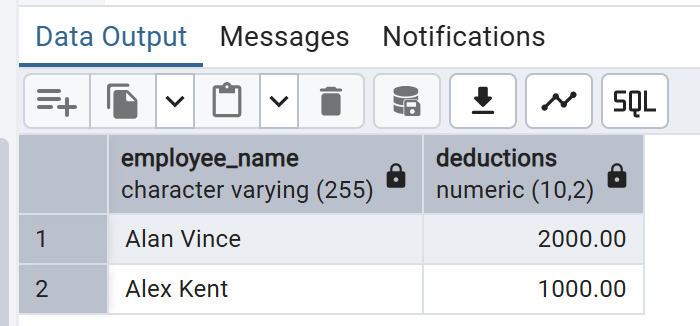 Data Output Messages Notifications
SQL
employee_name deductions
character varying (255) numeric (10,2)
1 Alan Vince 2000.00
2 Alex Kent 1000.00